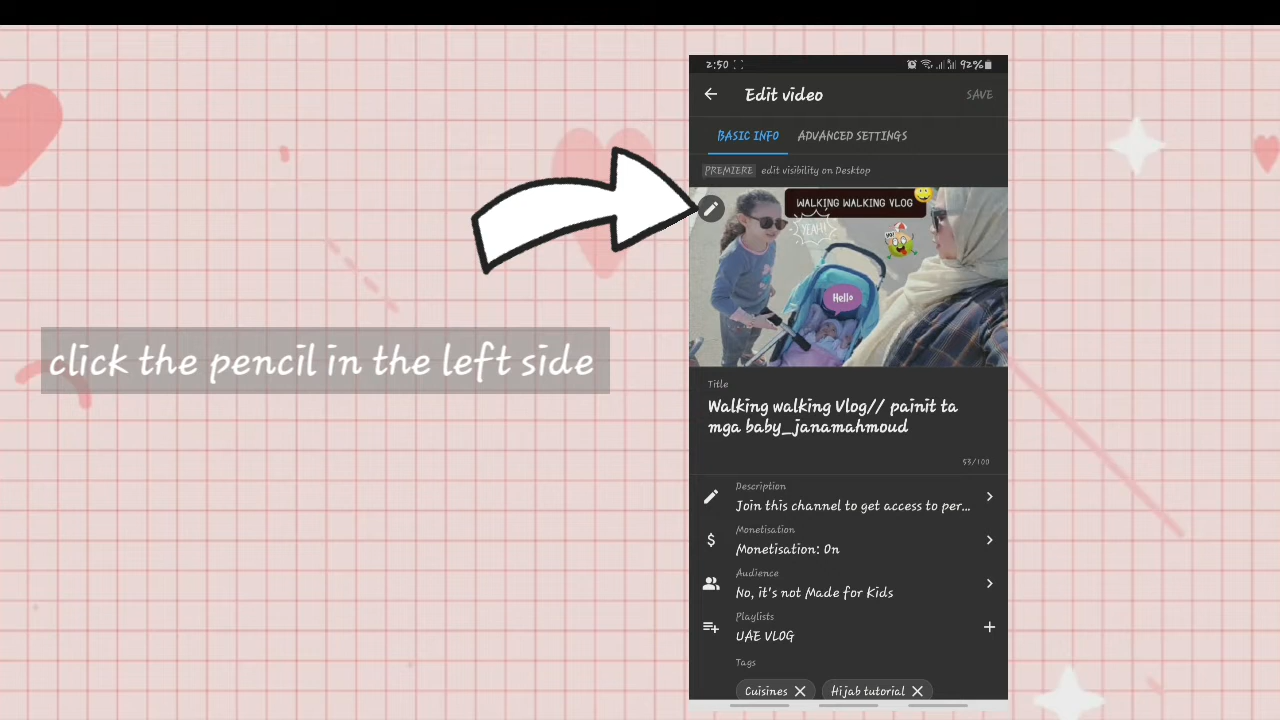 2:50
92%
Edit video
SAVE
BASIC INFO
ADVANCED SETTINGS
PREMIERE edit visibility on Desktop
WALKING WALKING VLOG
YEAH!
YO!
Hello
click the pencil in the left side
Title
Walking walking Vlog// painit ta
mga baby_janamahmoud
53/100
Description
Join this channel to get access to per...
Monetisation
Monetisation: On
Audience
No, it's not Made for Kids
Playlists
UAE VLOG
Tags
Cuisines
Hijab tutorial